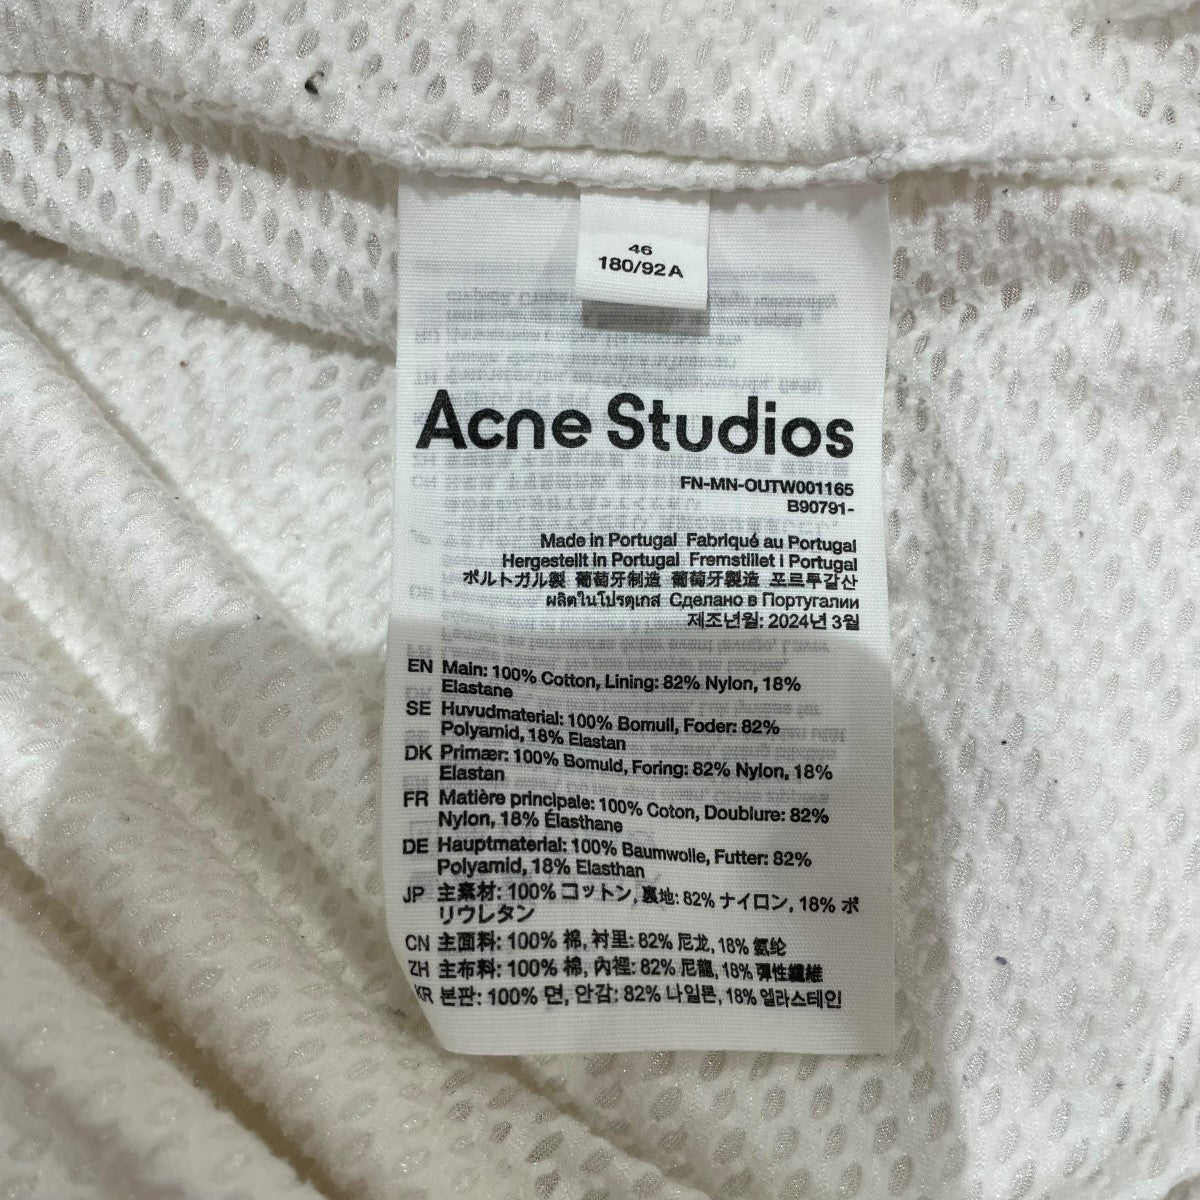 46
180/92A
Acne Studios
FN-MN-OUTW001165
B90791-
Made in Portugal Fabriqué au Portugal
Hergestellt in Portugal Fremstillet i Portugal
ポルトガル製 葡萄牙制造 葡萄牙製造 포르투갈산
ผลิตในโปรตุเกส Сделано в Португалии
제조년월: 2024년 3월
EN Main: 100% Cotton, Lining: 82% Nylon, 18%
Elastane
SE Huvudmaterial: 100% Bomull, Foder: 82%
Polyamid, 18% Elastan
DK Primær: 100% Bomuld, Foring: 82% Nylon, 18%
Elastan
FR Matière principale: 100% Coton, Doublure: 82%
Nylon, 18% Élasthane
DE Hauptmaterial: 100% Baumwolle, Futter: 82%
Polyamid, 18% Elasthan
JP 主素材: 100% コットン, 裏地: 82% ナイロン, 18% ポ
リウレタン
CN 主面料: 100% 棉, 衬里: 82% 尼龙, 18% 氨纶
ZH 主布料: 100% 棉, 內裡: 82% 尼龍, 18% 彈性纖維
KR 본판: 100% 면, 안감: 82% 나일론, 18% 엘라스테인